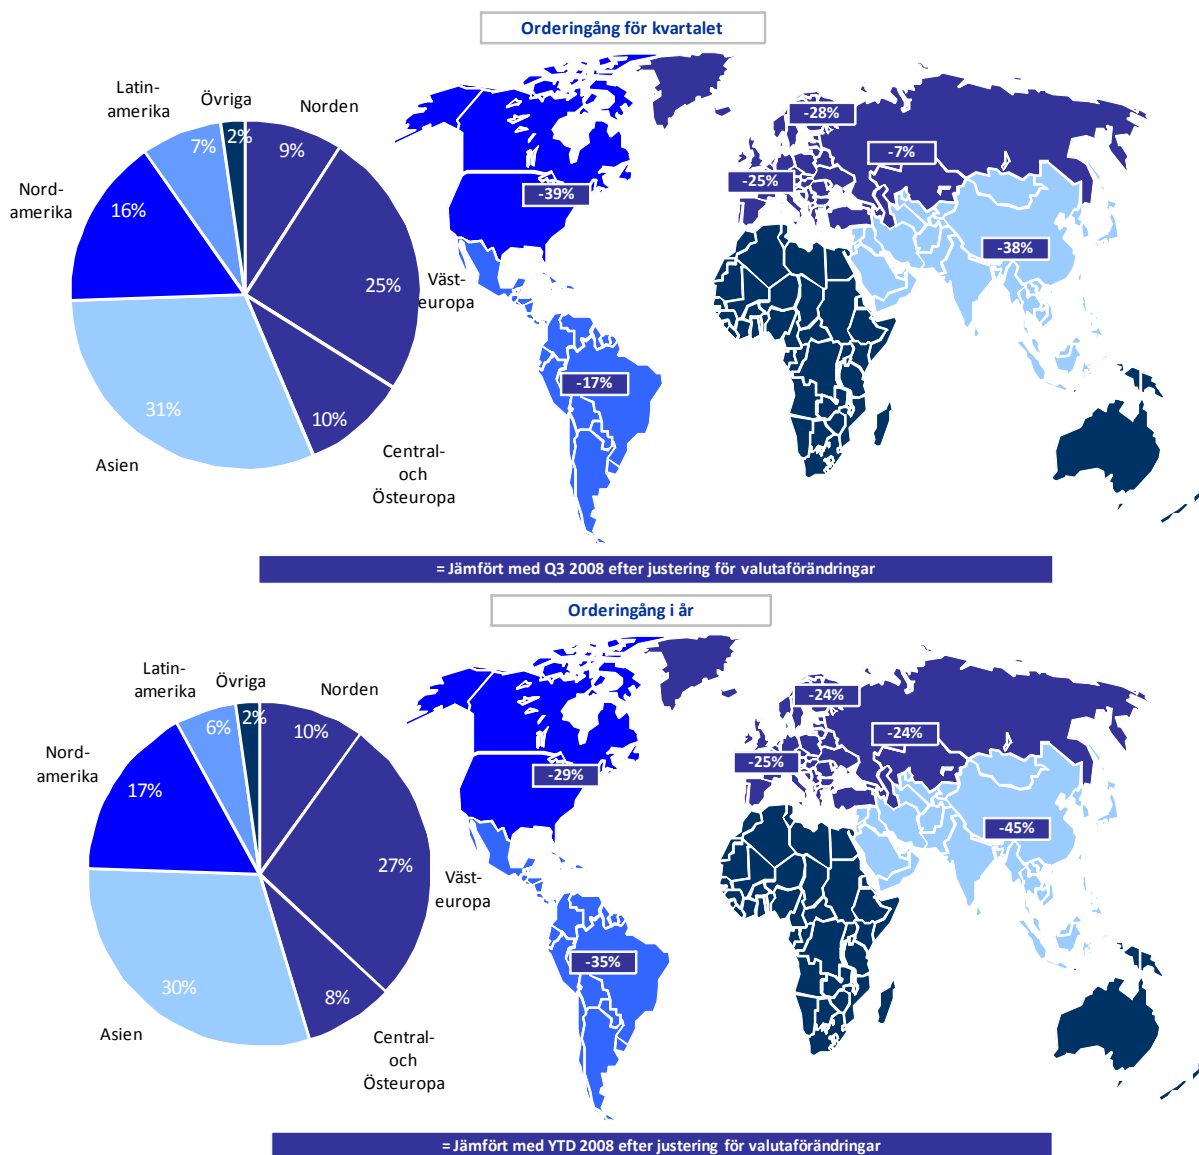 Orderingång för kvartalet
Latin-
amerika
Övriga
Norden
2%
7%
9%
Nord-
amerika
16%
25%
Väst-
europa
31%
10%
Asien
Central-
och
Östeuropa
-28%
-7%
-25%
-39%
-38%
-17%
= Jämfört med Q3 2008 efter justering för valutaförändringar
Orderingång i år
Latin-
amerika
Övriga
Norden
2%
6%
10%
Nord-
amerika
17%
27%
Väst-
europa
30%
8%
Asien
Central-
och
Östeuropa
-24%
-24%
-25%
-29%
-45%
-35%
= Jämfört med YTD 2008 efter justering för valutaförändringar